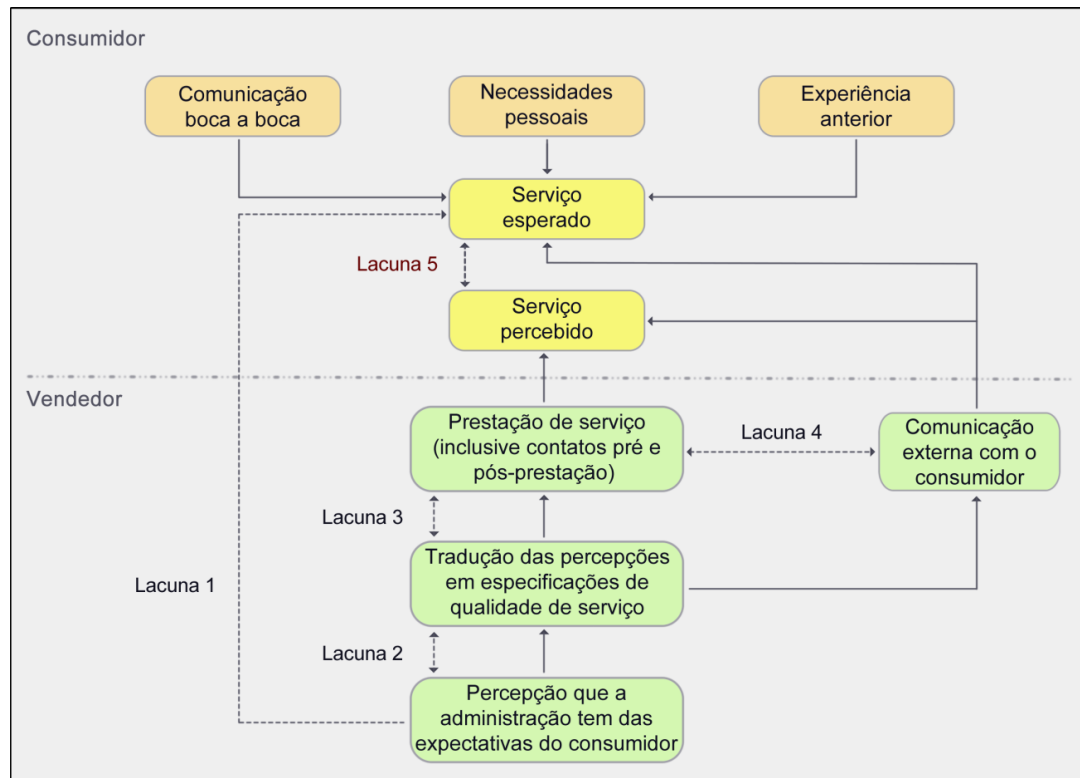 Consumidor
Comunicação
boca a boca
Necessidades
pessoais
Experiência
anterior
Serviço
esperado
Lacuna 5
Serviço
percebido
Vendedor
Prestação de serviço
(inclusive contatos pré e
pós-prestação)
Lacuna 4
Comunicação
externa com o
consumidor
Lacuna 3
Tradução das percepções
em especificações de
qualidade de serviço
Lacuna 1
Lacuna 2
Percepção que a
administração tem das
expectativas do consumidor